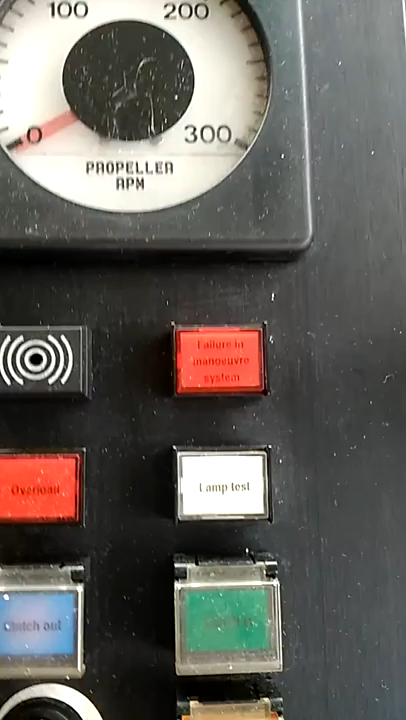 100 200
0 300
PROPELLER
RPM
Failure in
manoeuvre
system
Overload
Lamp test
Clutch out